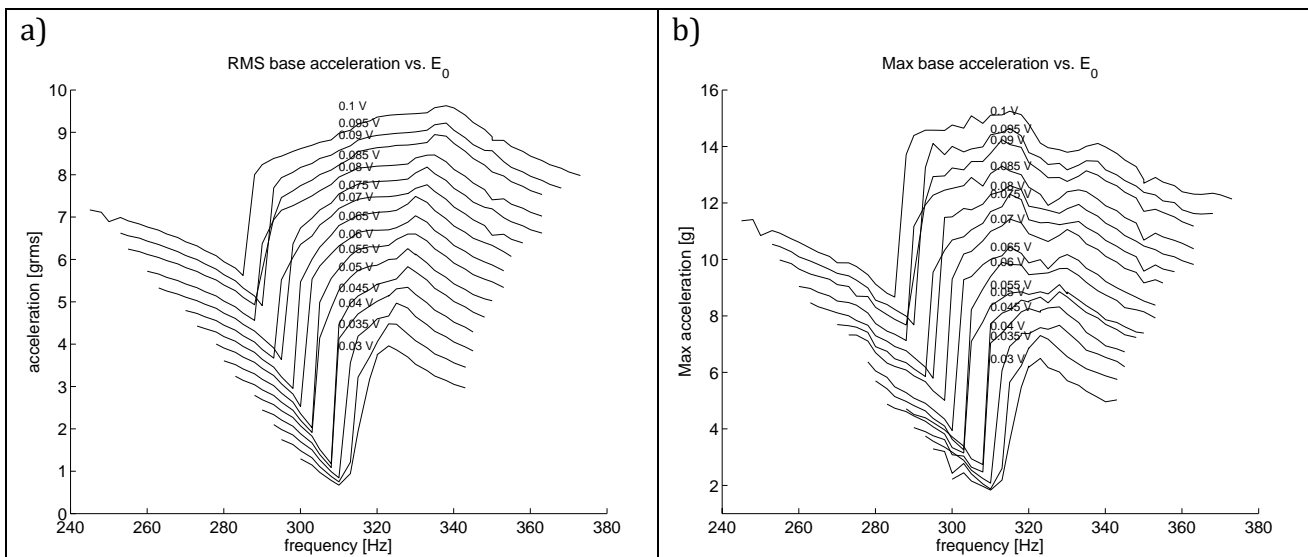 a)
RMS base acceleration vs. E0
10
9
8
7
6
5
4
3
2
1
0
acceleration [grms]
0.1 V
0.095 V
0.09 V
0.085 V
0.08 V
0.075 V
0.07 V
0.065 V
0.06 V
0.055 V
0.05 V
0.045 V
0.04 V
0.035 V
0.03 V
240 260 280 300 320 340 360 380
frequency [Hz]
b)
Max base acceleration vs. E0
16
14
12
10
8
6
4
2
Max acceleration [g]
0.1 V
0.095 V
0.09 V
0.085 V
0.08 V
0.075 V
0.07 V
0.065 V
0.06 V
0.055 V
0.05 V
0.045 V
0.04 V
0.035 V
0.03 V
240 260 280 300 320 340 360 380
frequency [Hz]